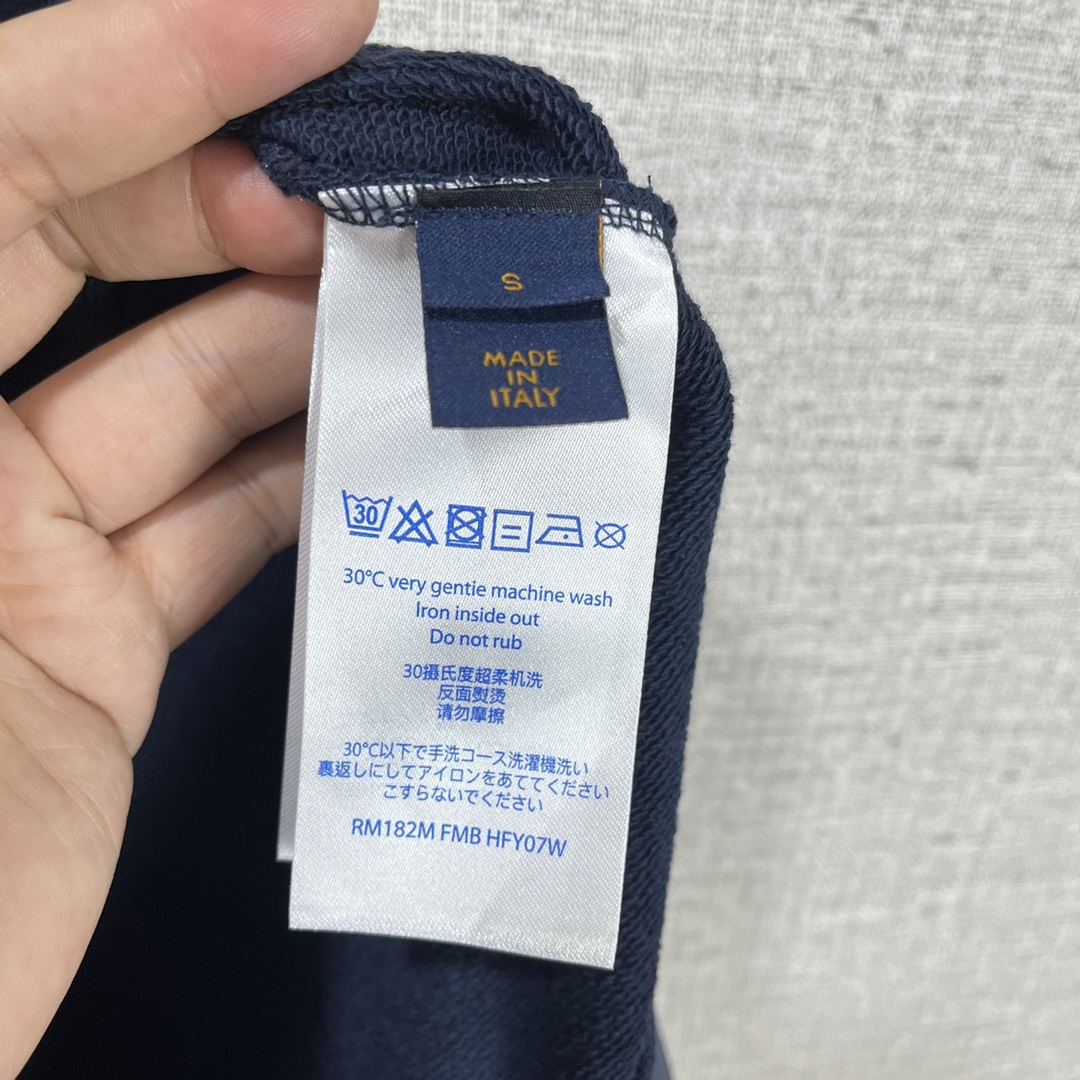 S
MADE
IN
ITALY
30
30°C very gentie machine wash
Iron inside out
Do not rub
30摄氏度超柔机洗
反面熨烫
请勿摩擦
30°C以下で手洗コース洗濯機洗い
裏返しにしてアイロンをあててください
こすらないでください
RM182M FMB HFY07W